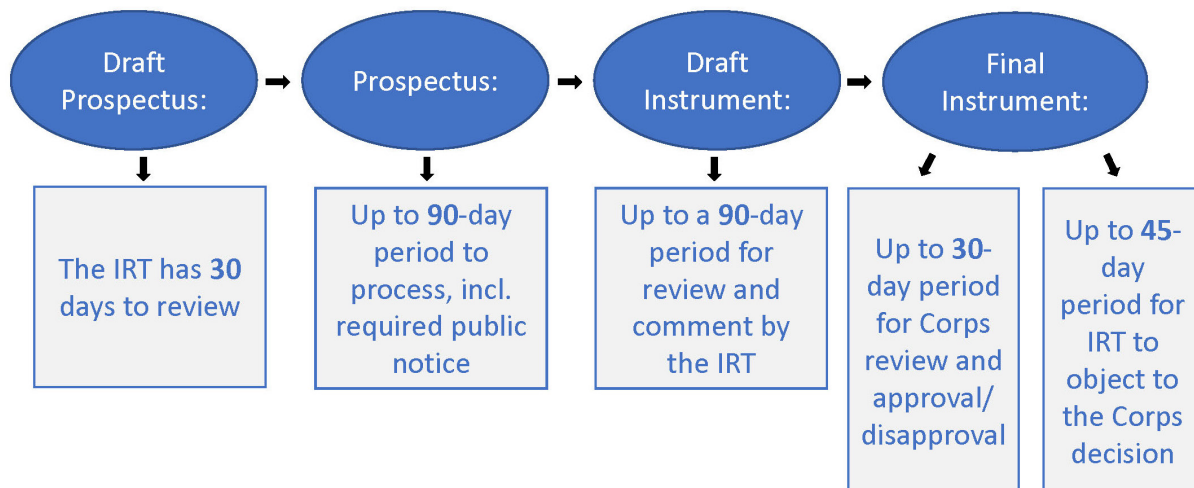 Draft
Prospectus:
Prospectus:
Draft
Instrument:
Final
Instrument:
The IRT has 30
days to review
Up to 90-day
period to
process, incl.
required public
notice
Up to a 90-day
period for
review and
comment by
the IRT
Up to 30-
day period
for Corps
review and
approval/
disapproval
Up to 45-
day
period for
IRT to
object to
the Corps
decision